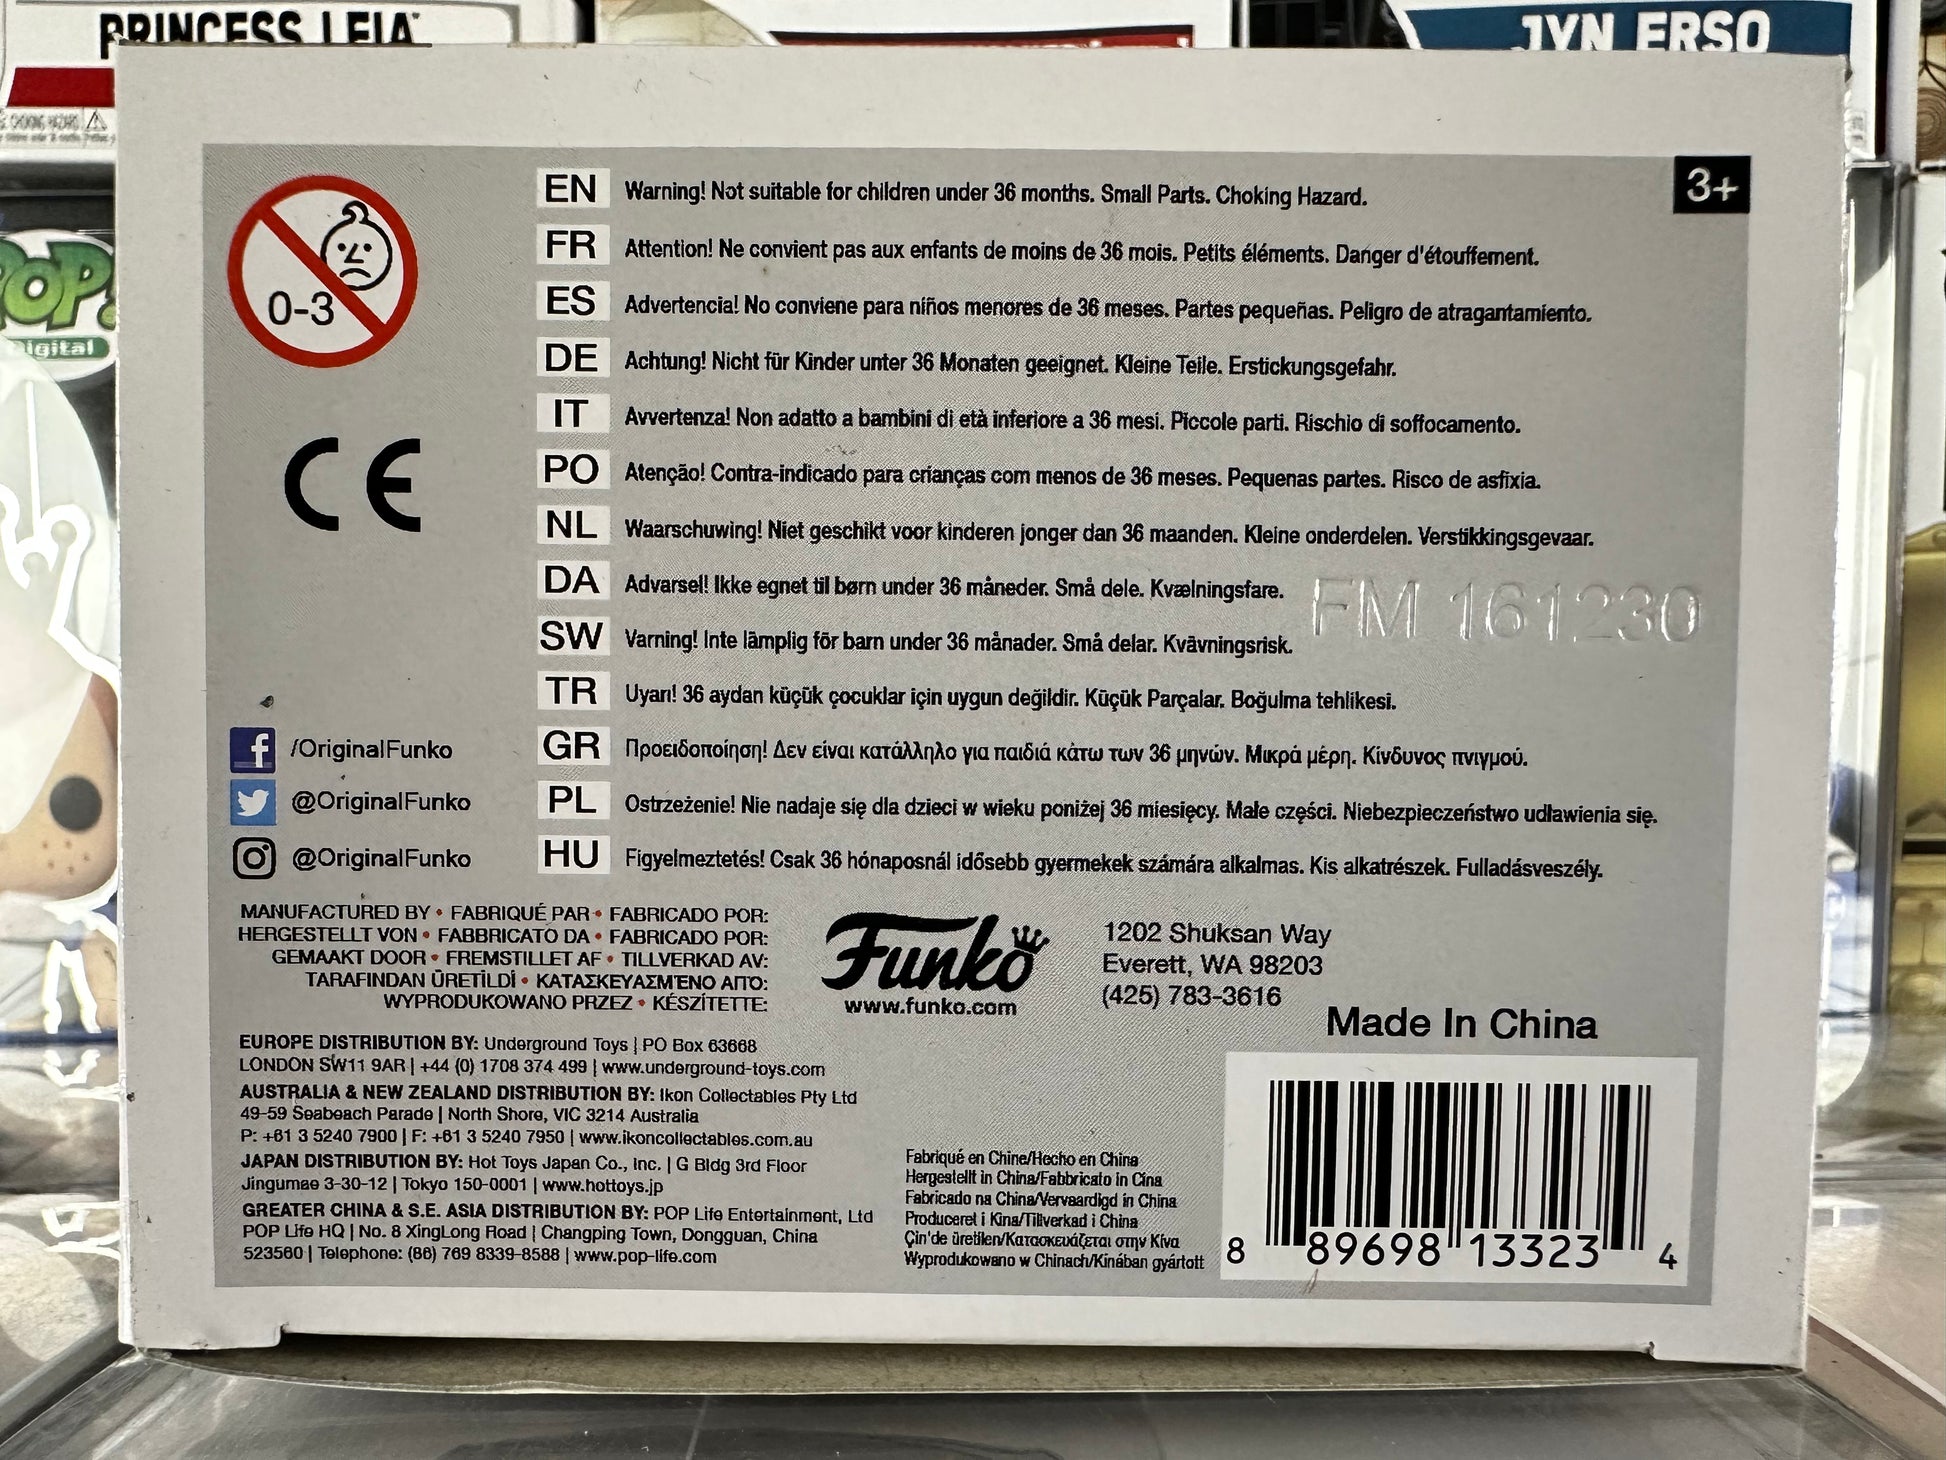 PRINCESS LEIA
JYN ERSO
CHOKING HAZARD
POP!
Digital
3+
0-3
CE
EN Warning! Not suitable for children under 36 months. Small Parts. Choking Hazard.
FR Attention! Ne convient pas aux enfants de moins de 36 mois. Petits éléments. Danger d'étouffement.
ES Advertencia! No conviene para niños menores de 36 meses. Partes pequeñas. Peligro de atragantamiento.
DE Achtung! Nicht für Kinder unter 36 Monaten geeignet. Kleine Teile. Erstickungsgefahr.
IT Avvertenza! Non adatto a bambini di età inferiore a 36 mesi. Piccole parti. Rischio di soffocamento.
PO Atenção! Contra-indicado para crianças com menos de 36 meses. Pequenas partes. Risco de asfixia.
NL Waarschuwing! Niet geschikt voor kinderen jonger dan 36 maanden. Kleine onderdelen. Verstikkingsgevaar.
DA Advarsel! Ikke egnet til børn under 36 måneder. Små dele. Kvælningsfare.
FM 161230
SW Varning! Inte lämplig för barn under 36 månader. Små delar. Kvävningsrisk.
TR Uyarı! 36 aydan küçük çocuklar için uygun değildir. Küçük Parçalar. Boğulma tehlikesi.
GR Προειδοποίηση! Δεν είναι κατάλληλο για παιδιά κάτω των 36 μηνών. Μικρά μέρη. Κίνδυνος πνιγμού.
PL Ostrzeżenie! Nie nadaje się dla dzieci w wieku poniżej 36 miesięcy. Małe części. Niebezpieczeństwo udławienia się.
HU Figyelmeztetés! Csak 36 hónaposnál idősebb gyermekek számára alkalmas. Kis alkatrészek. Fulladásveszély.
f /OriginalFunko
@OriginalFunko
@OriginalFunko
MANUFACTURED BY • FABRIQUÉ PAR • FABRICADO POR:
HERGESTELLT VON • FABBRICATO DA • FABRICADO POR:
GEMAAKT DOOR • FREMSTILLET AF • TILLVERKAD AV:
TARAFINDAN ÜRETİLDİ • ΚΑΤΑΣΚΕΥΑΣΜΈΝΟ ΑΠΌ:
WYPRODUKOWANO PRZEZ • KÉSZÍTETTE:
Funko
www.funko.com
1202 Shuksan Way
Everett, WA 98203
(425) 783-3616
Made In China
EUROPE DISTRIBUTION BY: Underground Toys | PO Box 63668
LONDON SW11 9AR | +44 (0) 1708 374 499 | www.underground-toys.com
AUSTRALIA & NEW ZEALAND DISTRIBUTION BY: Ikon Collectables Pty Ltd
49-59 Seabeach Parade | North Shore, VIC 3214 Australia
P: +61 3 5240 7900 | F: +61 3 5240 7950 | www.ikoncollectables.com.au
JAPAN DISTRIBUTION BY: Hot Toys Japan Co., Inc. | G Bldg 3rd Floor
Jingumae 3-30-12 | Tokyo 150-0001 | www.hottoys.jp
GREATER CHINA & S.E. ASIA DISTRIBUTION BY: POP Life Entertainment, Ltd
POP Life HQ | No. 8 XingLong Road | Changping Town, Dongguan, China
523560 | Telephone: (86) 769 8339-8588 | www.pop-life.com
Fabriqué en Chine/Hecho en China
Hergestellt in China/Fabbricato in Cina
Fabricado na China/Vervaardigd in China
Produceret i Kina/Tillverkad i China
Çin'de üretilen/Κατασκευάζεται στην Κίνα
Wyprodukowano w Chinach/Kínában gyártott
8 89698 13323 4